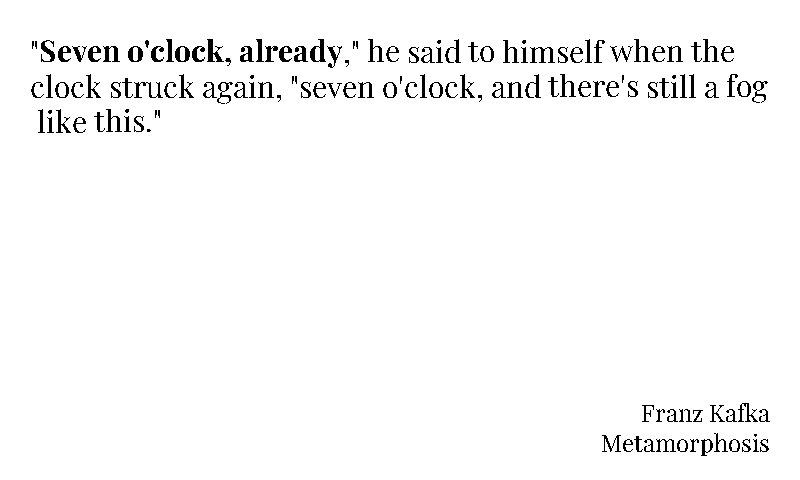 "Seven o'clock, already," he said to himself when the
clock struck again, "seven o'clock, and there's still a fog
like this."
Franz Kafka
Metamorphosis